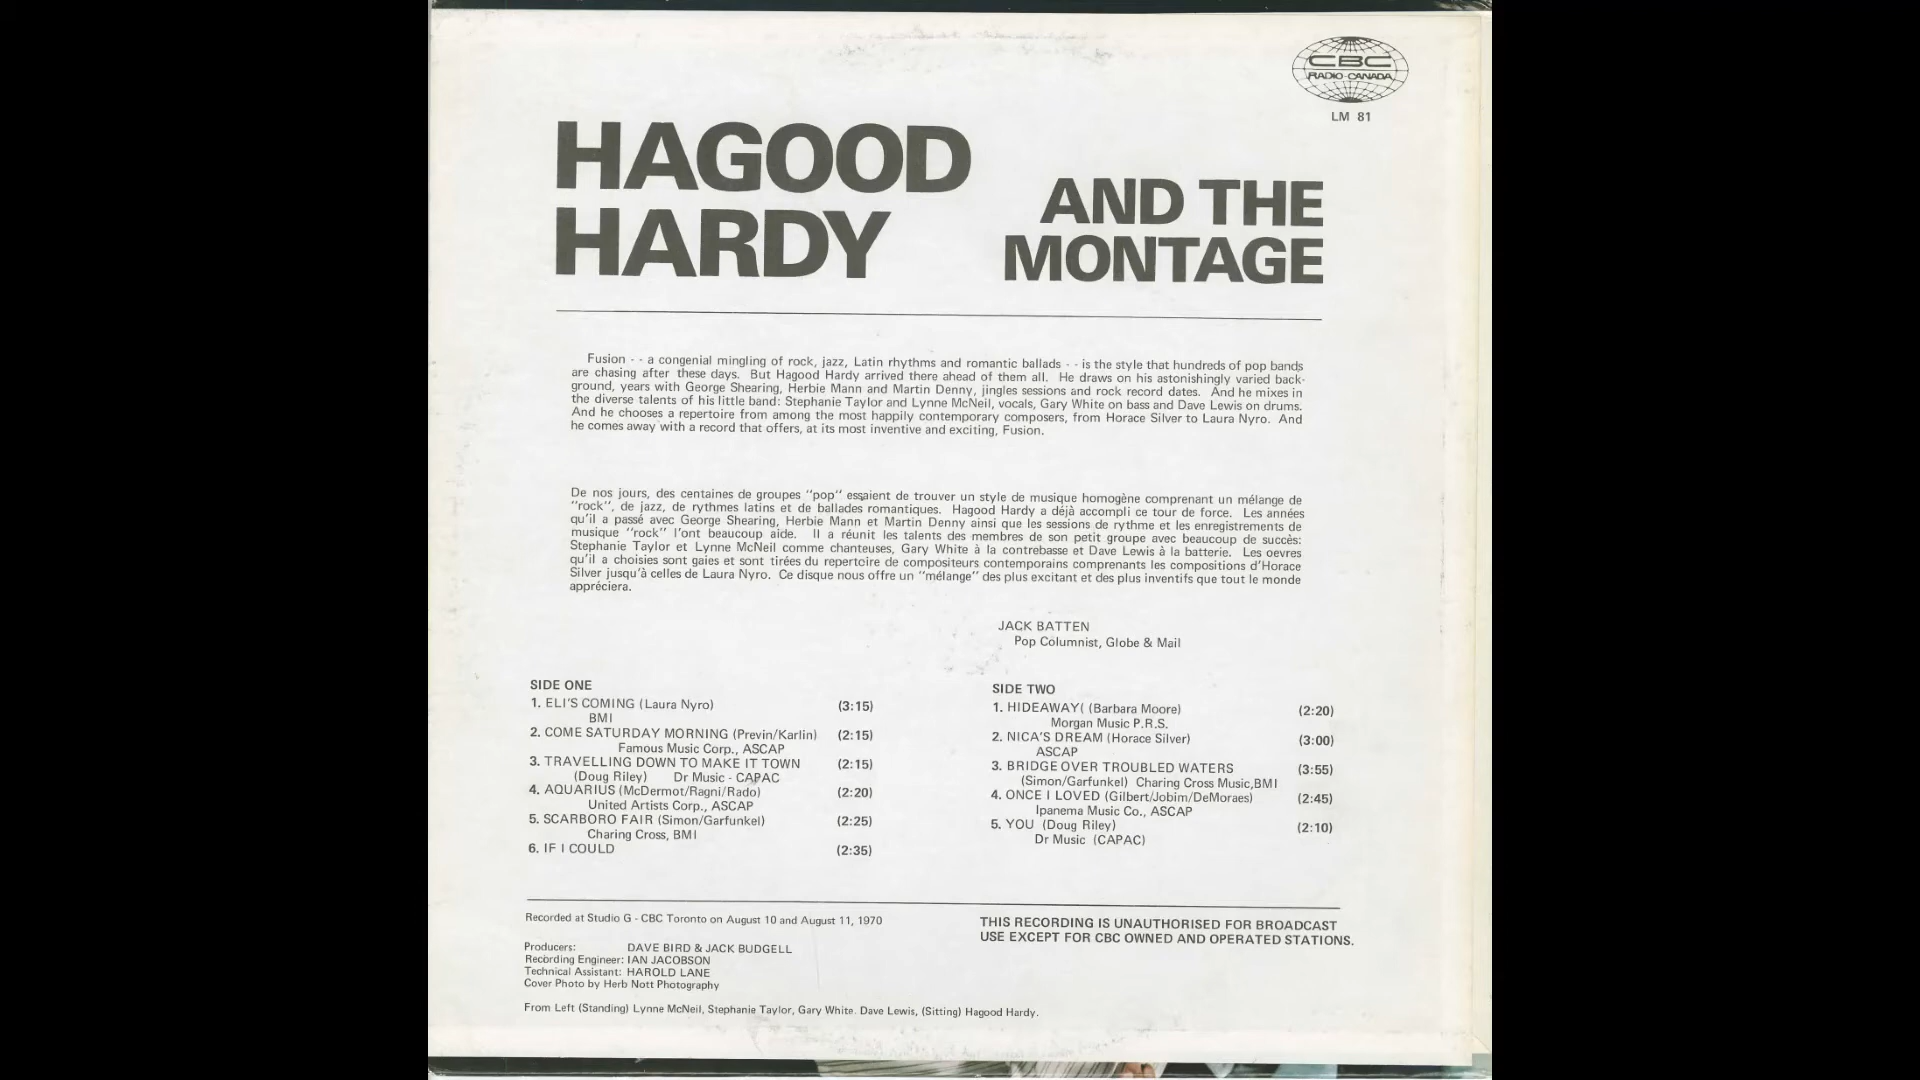 CBC
RADIO-CANADA
LM 81
HAGOOD
HARDY
AND THE
MONTAGE
Fusion - - a congenial mingling of rock, jazz, Latin rhythms and romantic ballads - - is the style that hundreds of pop bands
are chasing after these days. But Hagood Hardy arrived there ahead of them all. He draws on his astonishingly varied back-
ground, years with George Shearing, Herbie Mann and Martin Denny, jingles sessions and rock record dates. And he mixes in
the diverse talents of his little band: Stephanie Taylor and Lynne McNeil, vocals, Gary White on bass and Dave Lewis on drums.
And he chooses a repertoire from among the most happily contemporary composers, from Horace Silver to Laura Nyro. And
he comes away with a record that offers, at its most inventive and exciting, Fusion.
De nos jours, des centaines de groupes "pop" essaient de trouver un style de musique homogène comprenant un mélange de
"rock", de jazz, de rythmes latins et de ballades romantiques. Hagood Hardy a déjà accompli ce tour de force. Les années
qu'il a passé avec George Shearing, Herbie Mann et Martin Denny ainsi que les sessions de rythme et les enregistrements de
musique "rock" l'ont beaucoup aide. Il a réunit les talents des membres de son petit groupe avec beaucoup de succès:
Stephanie Taylor et Lynne McNeil comme chanteuses, Gary White à la contrebasse et Dave Lewis à la batterie. Les oevres
qu'il a choisies sont gaies et sont tirées du repertoire de compositeurs contemporains comprenants les compositions d'Horace
Silver jusqu'à celles de Laura Nyro. Ce disque nous offre un "mélange" des plus excitant et des plus inventifs que tout le monde
appréciera.
JACK BATTEN
Pop Columnist, Globe & Mail
SIDE ONE
1. ELI'S COMING (Laura Nyro) (3:15)
BMI
2. COME SATURDAY MORNING (Previn/Karlin) (2:15)
Famous Music Corp., ASCAP
3. TRAVELLING DOWN TO MAKE IT TOWN (2:15)
(Doug Riley) Dr Music - CAPAC
4. AQUARIUS (McDermot/Ragni/Rado) (2:20)
United Artists Corp., ASCAP
5. SCARBORO FAIR (Simon/Garfunkel) (2:25)
Charing Cross, BMI
6. IF I COULD (2:35)
SIDE TWO
1. HIDEAWAY( (Barbara Moore) (2:20)
Morgan Music P.R.S.
2. NICA'S DREAM (Horace Silver) (3:00)
ASCAP
3. BRIDGE OVER TROUBLED WATERS (3:55)
(Simon/Garfunkel) Charing Cross Music,BMI
4. ONCE I LOVED (Gilbert/Jobim/DeMoraes) (2:45)
Ipanema Music Co., ASCAP
5. YOU (Doug Riley) (2:10)
Dr Music (CAPAC)
Recorded at Studio G - CBC Toronto on August 10 and August 11, 1970
Producers: DAVE BIRD & JACK BUDGELL
Recording Engineer: IAN JACOBSON
Technical Assistant: HAROLD LANE
Cover Photo by Herb Nott Photography
THIS RECORDING IS UNAUTHORISED FOR BROADCAST
USE EXCEPT FOR CBC OWNED AND OPERATED STATIONS.
From Left (Standing) Lynne McNeil, Stephanie Taylor, Gary White. Dave Lewis, (Sitting) Hagood Hardy.